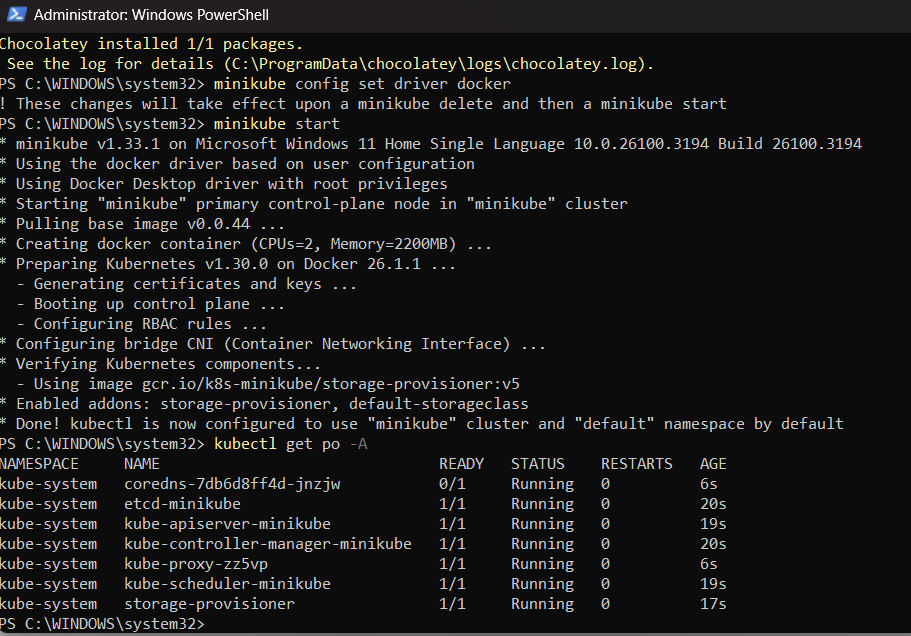 Administrator: Windows PowerShell
Chocolatey installed 1/1 packages.
See the log for details (C:\ProgramData\chocolatey\logs\chocolatey.log).
PS C:\WINDOWS\system32> minikube config set driver docker
! These changes will take effect upon a minikube delete and then a minikube start
PS C:\WINDOWS\system32> minikube start
* minikube v1.33.1 on Microsoft Windows 11 Home Single Language 10.0.26100.3194 Build 26100.3194
* Using the docker driver based on user configuration
* Using Docker Desktop driver with root privileges
* Starting "minikube" primary control-plane node in "minikube" cluster
* Pulling base image v0.0.44 ...
* Creating docker container (CPUs=2, Memory=2200MB) ...
* Preparing Kubernetes v1.30.0 on Docker 26.1.1 ...
- Generating certificates and keys ...
- Booting up control plane ...
- Configuring RBAC rules ...
* Configuring bridge CNI (Container Networking Interface) ...
* Verifying Kubernetes components...
- Using image gcr.io/k8s-minikube/storage-provisioner:v5
* Enabled addons: storage-provisioner, default-storageclass
* Done! kubectl is now configured to use "minikube" cluster and "default" namespace by default
PS C:\WINDOWS\system32> kubectl get po -A
NAMESPACE NAME READY STATUS RESTARTS AGE
kube-system coredns-7db6d8ff4d-jnzjw 0/1 Running 0 6s
kube-system etcd-minikube 1/1 Running 0 20s
kube-system kube-apiserver-minikube 1/1 Running 0 19s
kube-system kube-controller-manager-minikube 1/1 Running 0 20s
kube-system kube-proxy-zz5vp 1/1 Running 0 6s
kube-system kube-scheduler-minikube 1/1 Running 0 19s
kube-system storage-provisioner 1/1 Running 0 17s
PS C:\WINDOWS\system32>